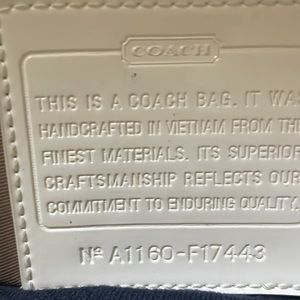 COACH
THIS IS A COACH BAG. IT WAS
HANDCRAFTED IN VIETNAM FROM THE
FINEST MATERIALS. ITS SUPERIOR
CRAFTSMANSHIP REFLECTS OUR
COMMITMENT TO ENDURING QUALITY.
Nº A1160-F17443